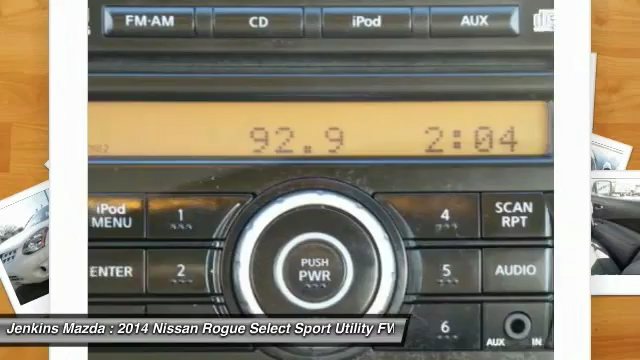 FM·AM CD iPod AUX
92.9 2:04
iPod MENU 1 4 SCAN RPT
ENTER 2 PUSH PWR 5 AUDIO
6 AUX IN
Jenkins Mazda : 2014 Nissan Rogue Select Sport Utility FW